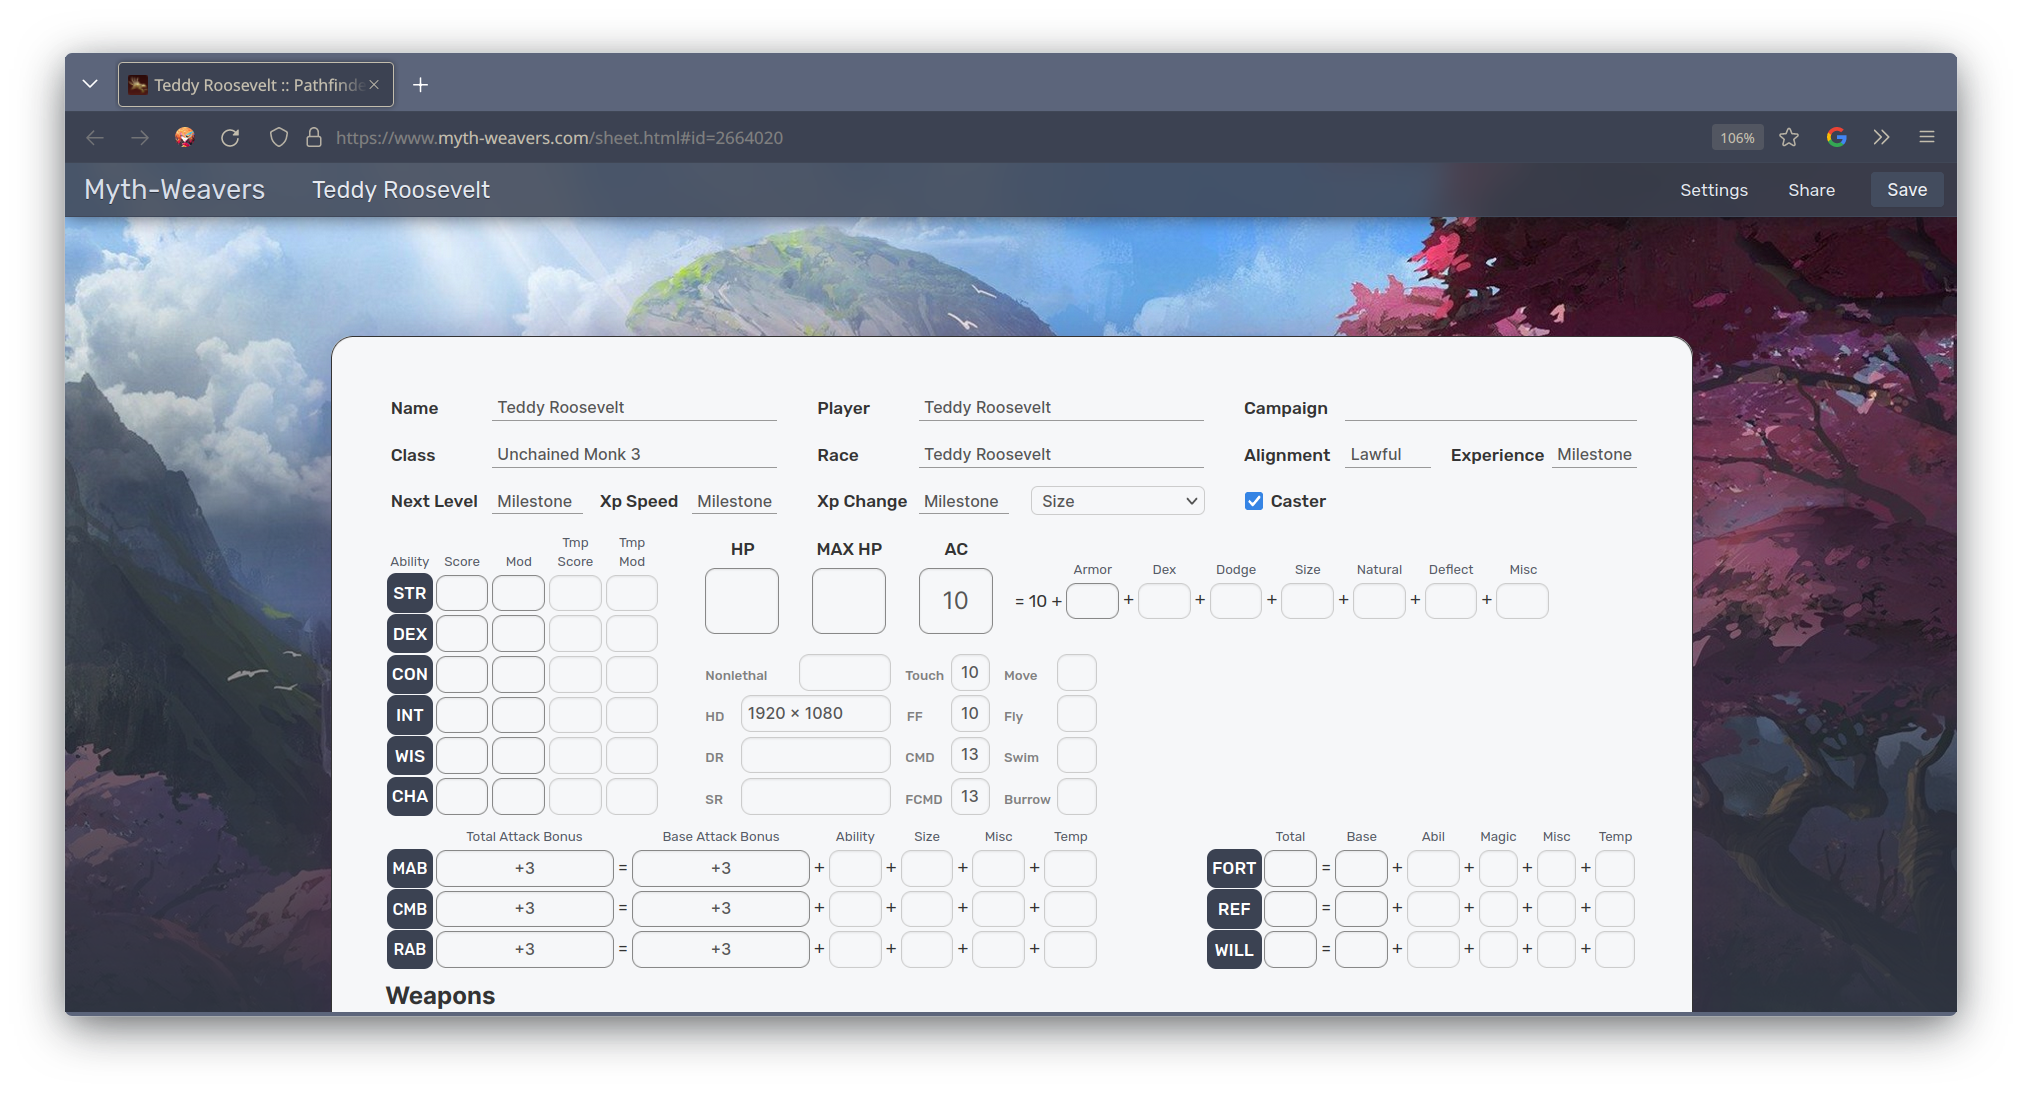 Teddy Roosevelt :: Pathfinde
https://www.myth-weavers.com/sheet.html#id=2664020
106%
Myth-Weavers Teddy Roosevelt Settings Share Save
Name Teddy Roosevelt Player Teddy Roosevelt Campaign
Class Unchained Monk 3 Race Teddy Roosevelt Alignment Lawful Experience Milestone
Next Level Milestone Xp Speed Milestone Xp Change Milestone Size Caster
Ability Score Mod Tmp Score Tmp Mod
STR
DEX
CON
INT
WIS
CHA
HP MAX HP AC
10 = 10 + Armor + Dex + Dodge + Size + Natural + Deflect + Misc
Nonlethal Touch 10 Move
HD 1920 × 1080 FF 10 Fly
DR CMD 13 Swim
SR FCMD 13 Burrow
Total Attack Bonus Base Attack Bonus Ability Size Misc Temp
MAB +3 = +3 + + + +
CMB +3 = +3 + + + +
RAB +3 = +3 + + + +
Total Base Abil Magic Misc Temp
FORT = + + + +
REF = + + + +
WILL = + + + +
Weapons